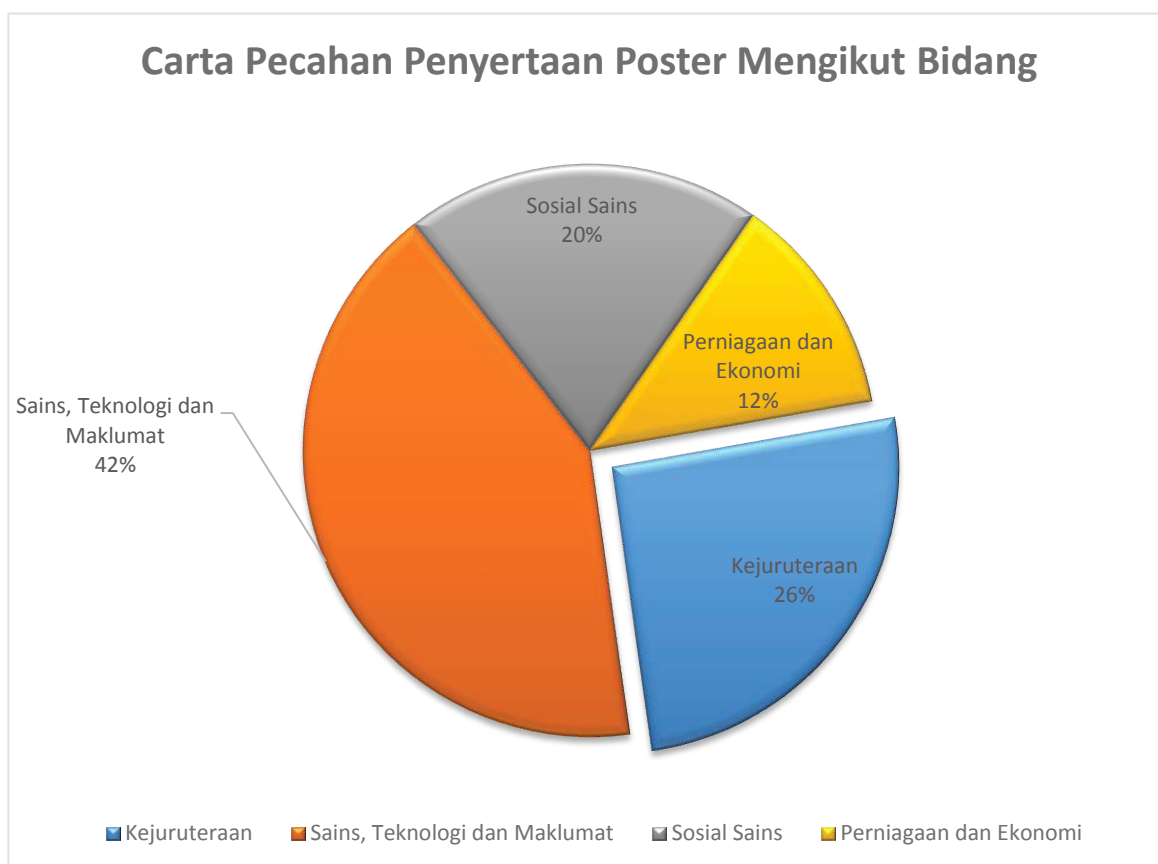 Carta Pecahan Penyertaan Poster Mengikut Bidang
Sosial Sains
20%
Perniagaan dan
Ekonomi
12%
Sains, Teknologi dan
Maklumat
42%
Kejuruteraan
26%
Kejuruteraan
Sains, Teknologi dan Maklumat
Sosial Sains
Perniagaan dan Ekonomi